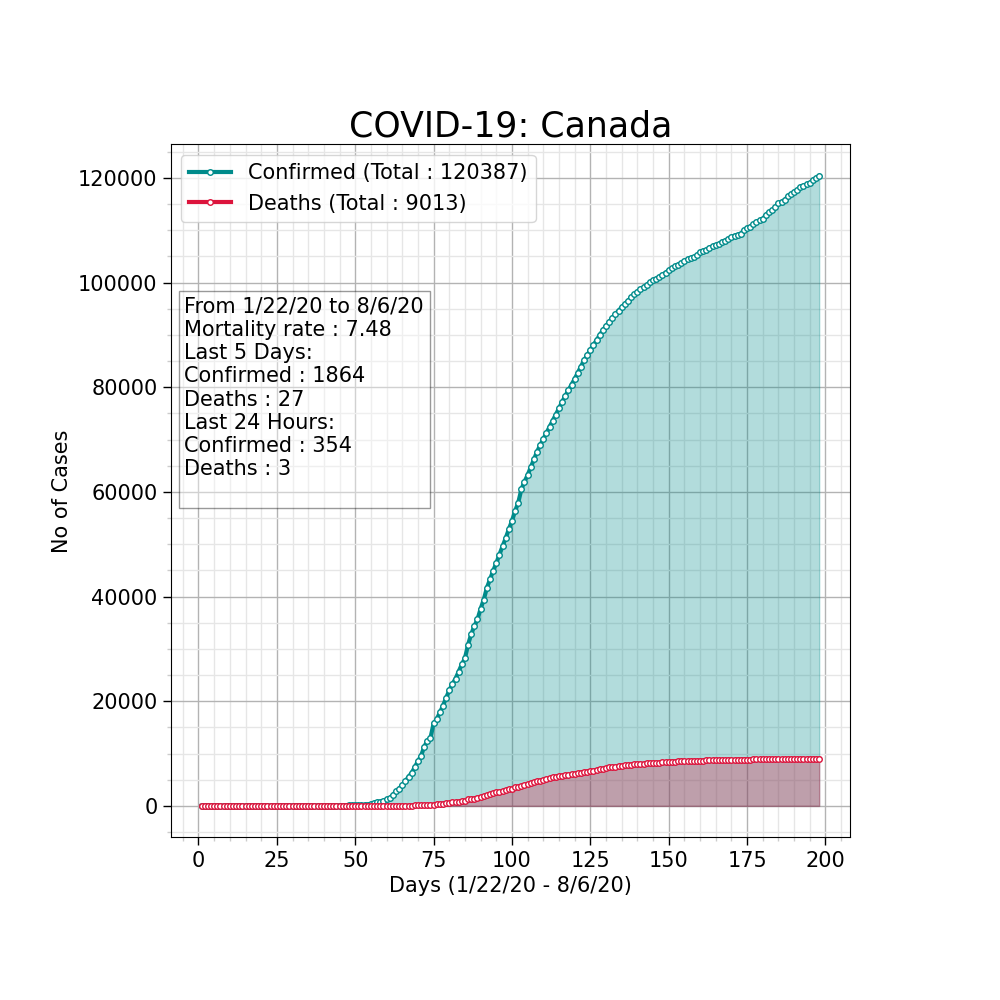 COVID-19: Canada
Confirmed (Total : 120387)
Deaths (Total : 9013)
From 1/22/20 to 8/6/20
Mortality rate : 7.48
Last 5 Days:
Confirmed : 1864
Deaths : 27
Last 24 Hours:
Confirmed : 354
Deaths : 3
No of Cases
120000
100000
80000
60000
40000
20000
0
0 25 50 75 100 125 150 175 200
Days (1/22/20 - 8/6/20)